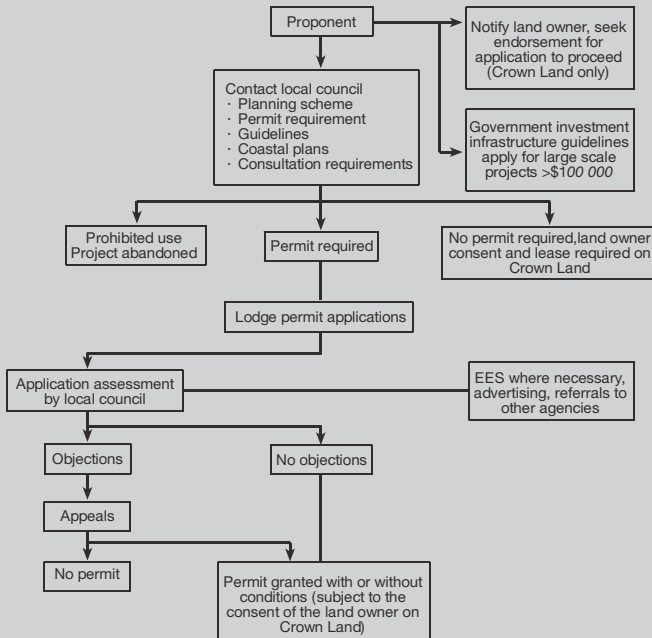 Proponent
Notify land owner, seek
endorsement for
application to proceed
(Crown Land only)
Contact local council
· Planning scheme
· Permit requirement
· Guidelines
· Coastal plans
· Consultation requirements
Government investment
infrastructure guidelines
apply for large scale
projects >$100 000
Prohibited use
Project abandoned
Permit required
No permit required,land owner
consent and lease required on
Crown Land
Lodge permit applications
Application assessment
by local council
EES where necessary,
advertising, referrals to
other agencies
Objections
No objections
Appeals
No permit
Permit granted with or without
conditions (subject to the
consent of the land owner on
Crown Land)